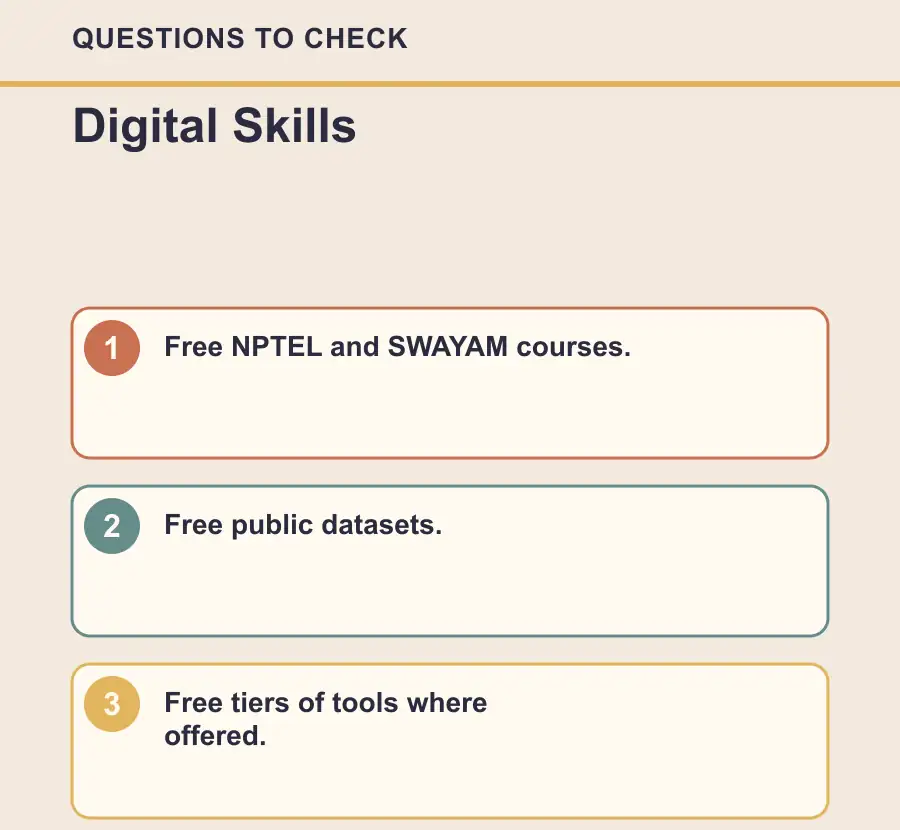 QUESTIONS TO CHECK
Digital Skills
1
Free NPTEL and SWAYAM courses.
2
Free public datasets.
3
Free tiers of tools where
offered.